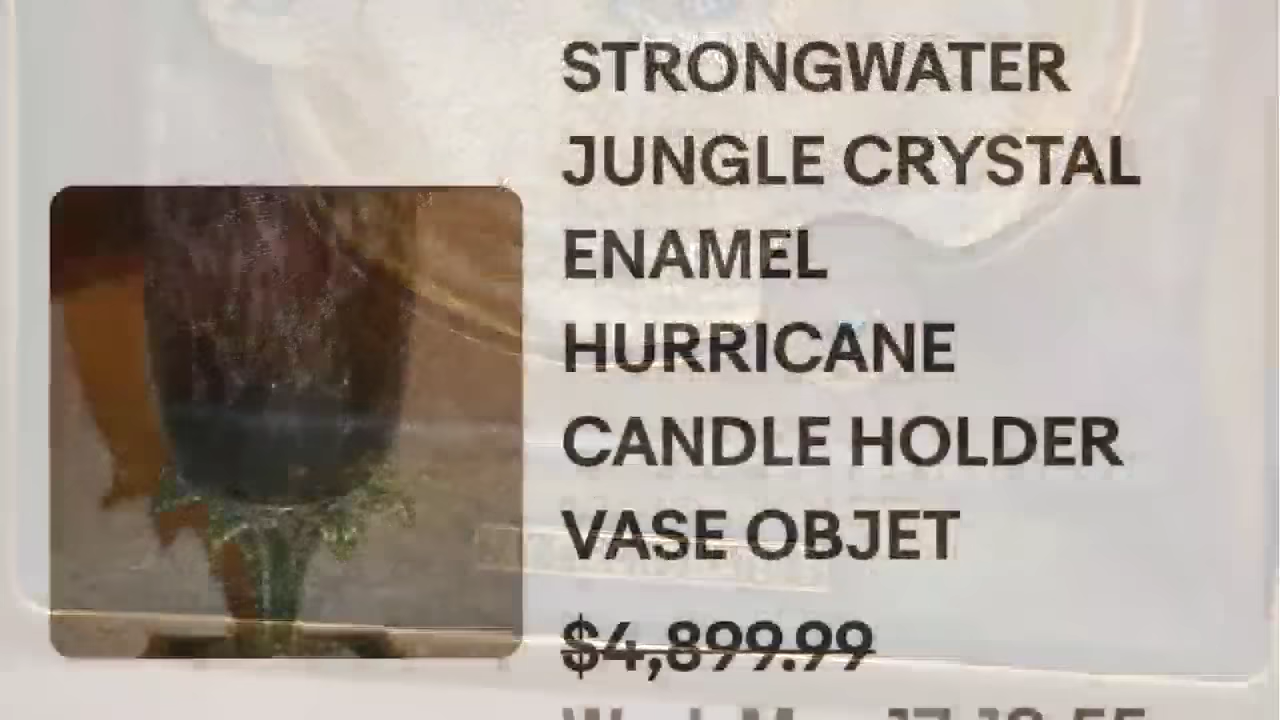 STRONGWATER
JUNGLE CRYSTAL
ENAMEL
HURRICANE
CANDLE HOLDER
VASE OBJET
$4,899.99